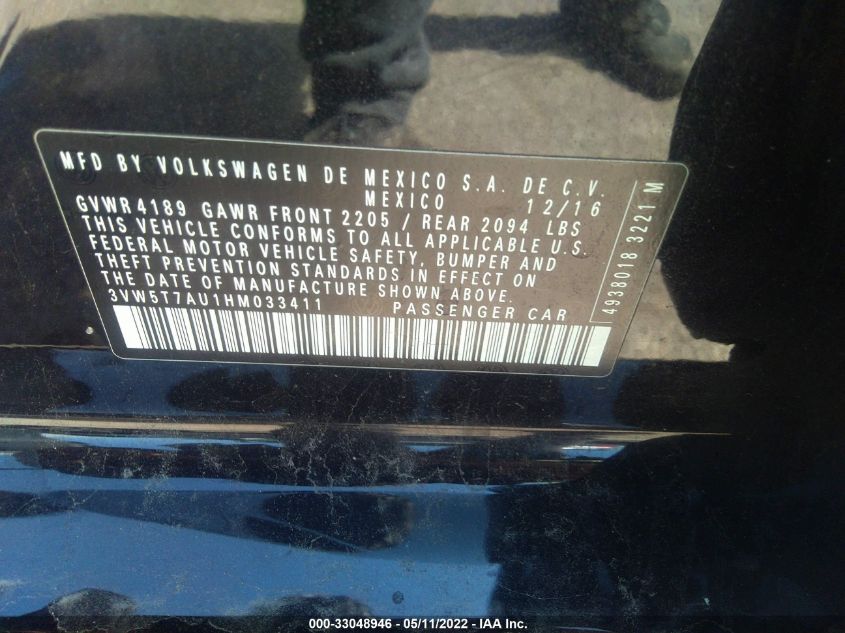 MFD BY VOLKSWAGEN DE MEXICO S.A. DE C.V.
MEXICO 12/16
GVWR 4189 GAWR FRONT 2205 / REAR 2094 LBS
THIS VEHICLE CONFORMS TO ALL APPLICABLE U.S.
FEDERAL MOTOR VEHICLE SAFETY, BUMPER AND
THEFT PREVENTION STANDARDS IN EFFECT ON
THE DATE OF MANUFACTURE SHOWN ABOVE.
3VW5T7AU1HM033411 PASSENGER CAR
4938018 3221 M
000-33048946 - 05/11/2022 - IAA Inc.